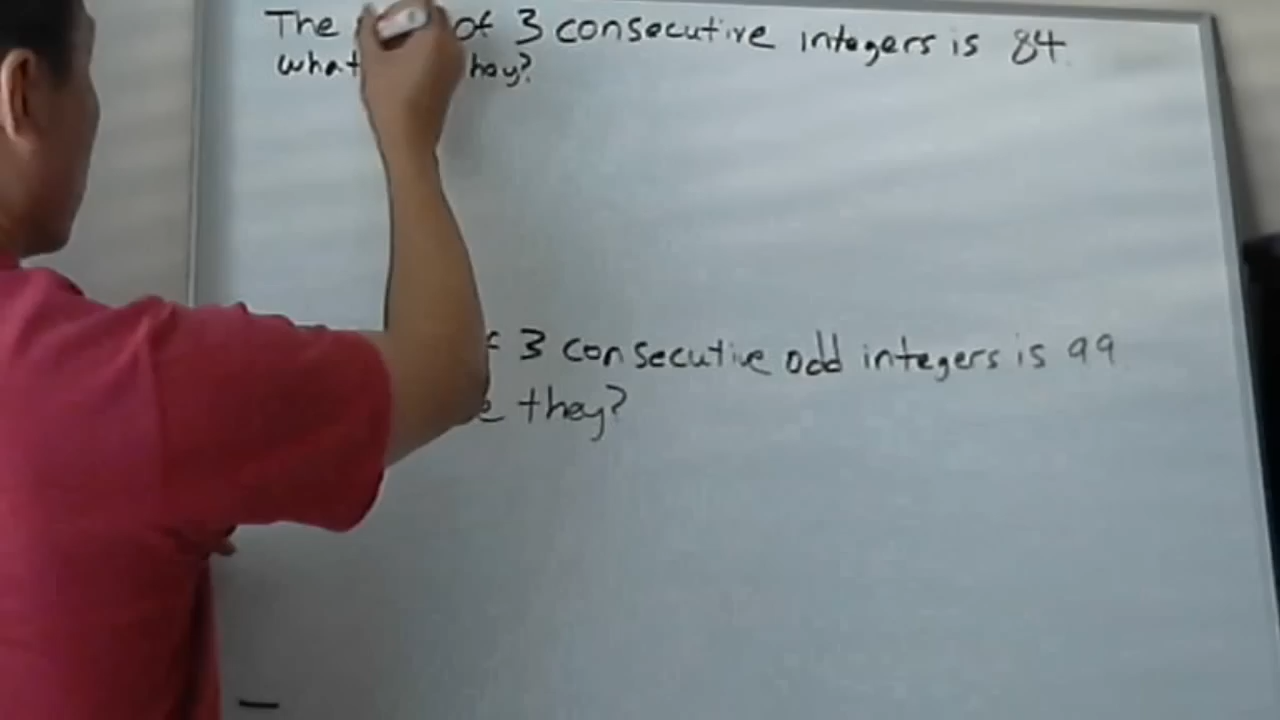 The of 3 consecutive integers is 84
what hey?
3 consecutive odd integers is 99
they?